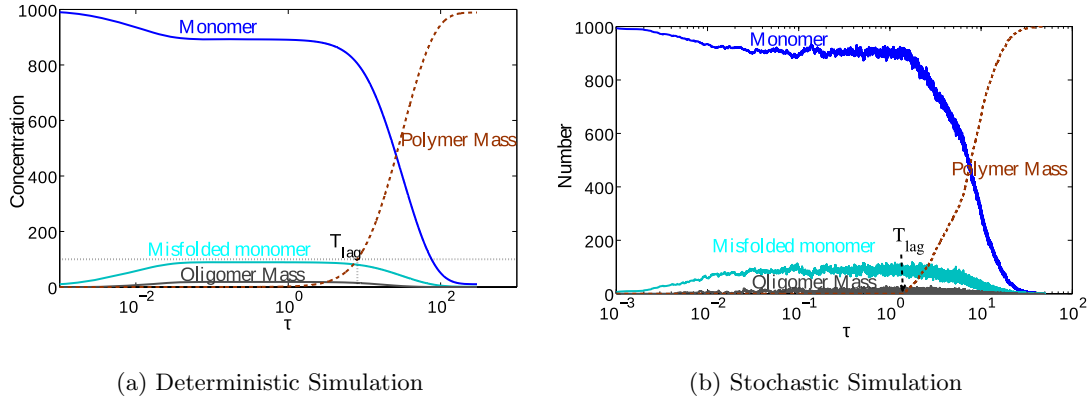 1000
800
600
400
200
0
Concentration
Monomer
Polymer Mass
T_lag
Misfolded monomer
Oligomer Mass
10^-2
10^0
10^2
τ
(a) Deterministic Simulation
1000
800
600
400
200
0
Number
Monomer
Polymer Mass
T_lag
Misfolded monomer
Oligomer Mass
10^-3
10^-2
10^-1
10^0
10^1
10^2
τ
(b) Stochastic Simulation